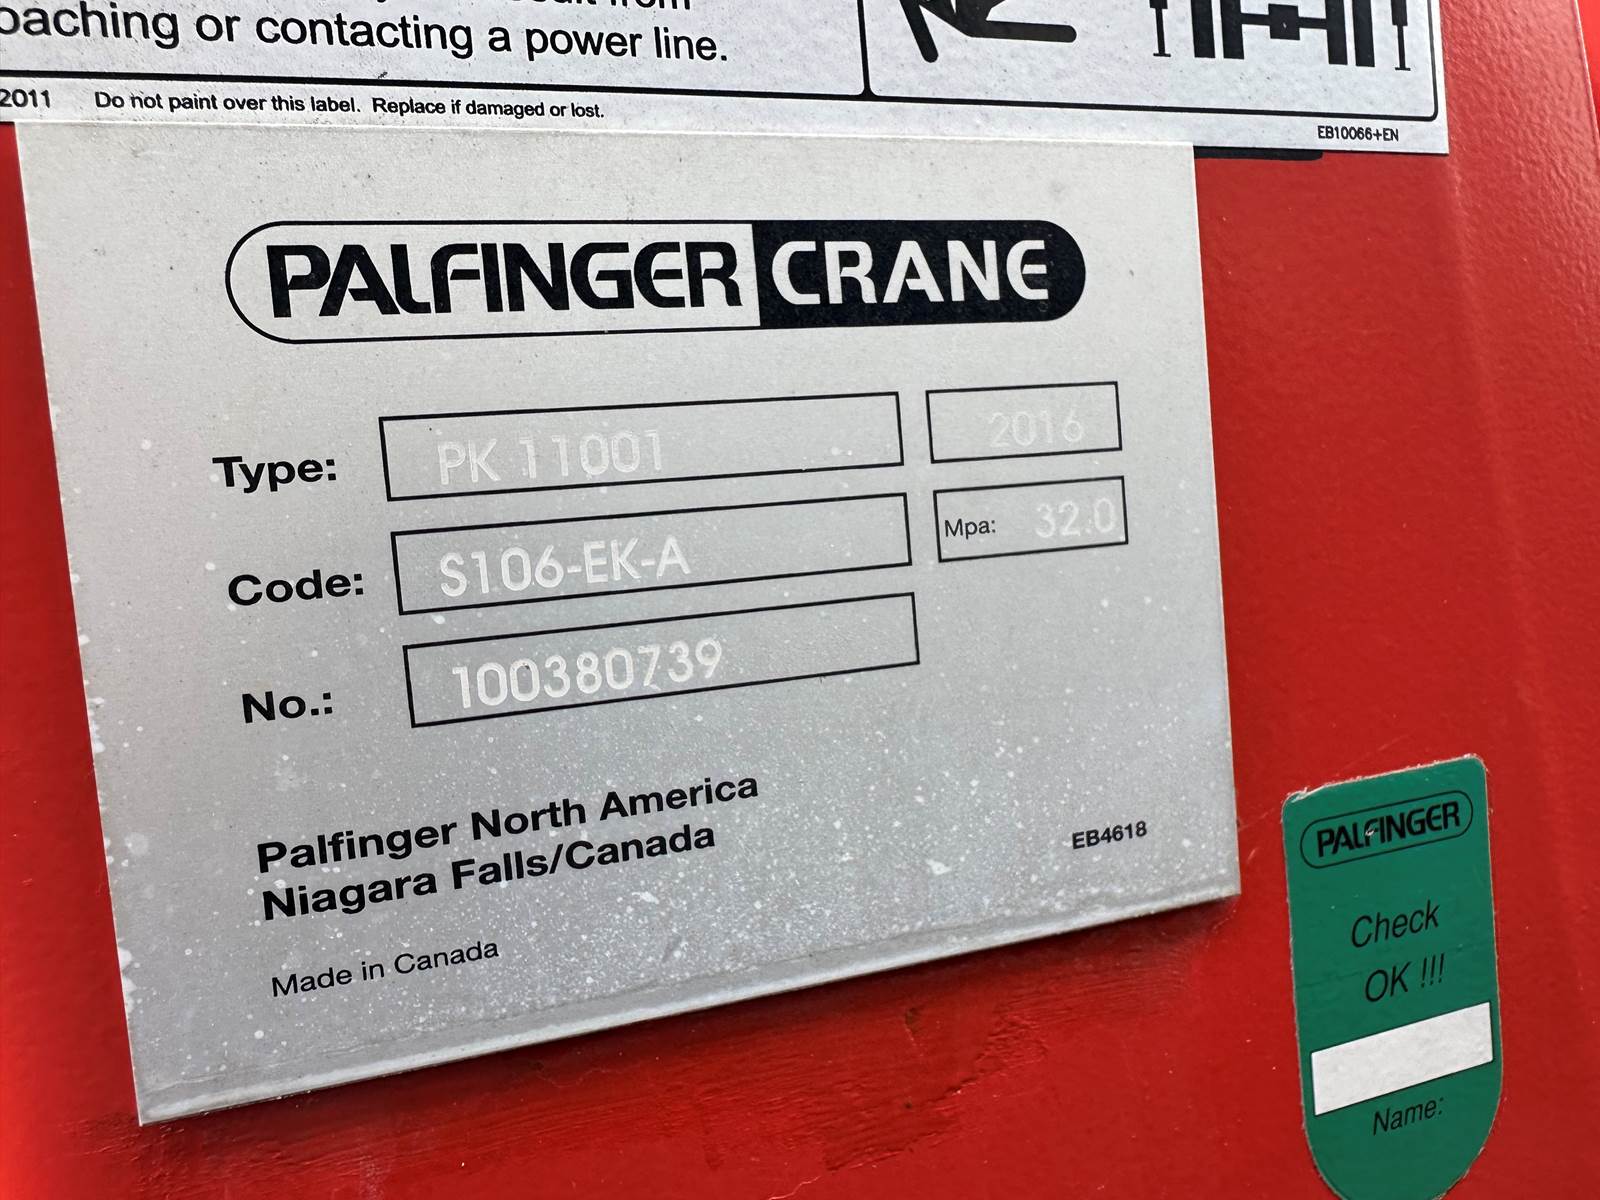 from
oaching or contacting a power line.
2011 Do not paint over this label. Replace if damaged or lost.
EB10066+EN
PALFINGER CRANE
Type: PK 11001 2016
Code: S106-EK-A Mpa: 32.0
No.: 100380739
Palfinger North America
Niagara Falls/Canada
EB4618
Made in Canada
PALFINGER
Check
OK !!!
Name: